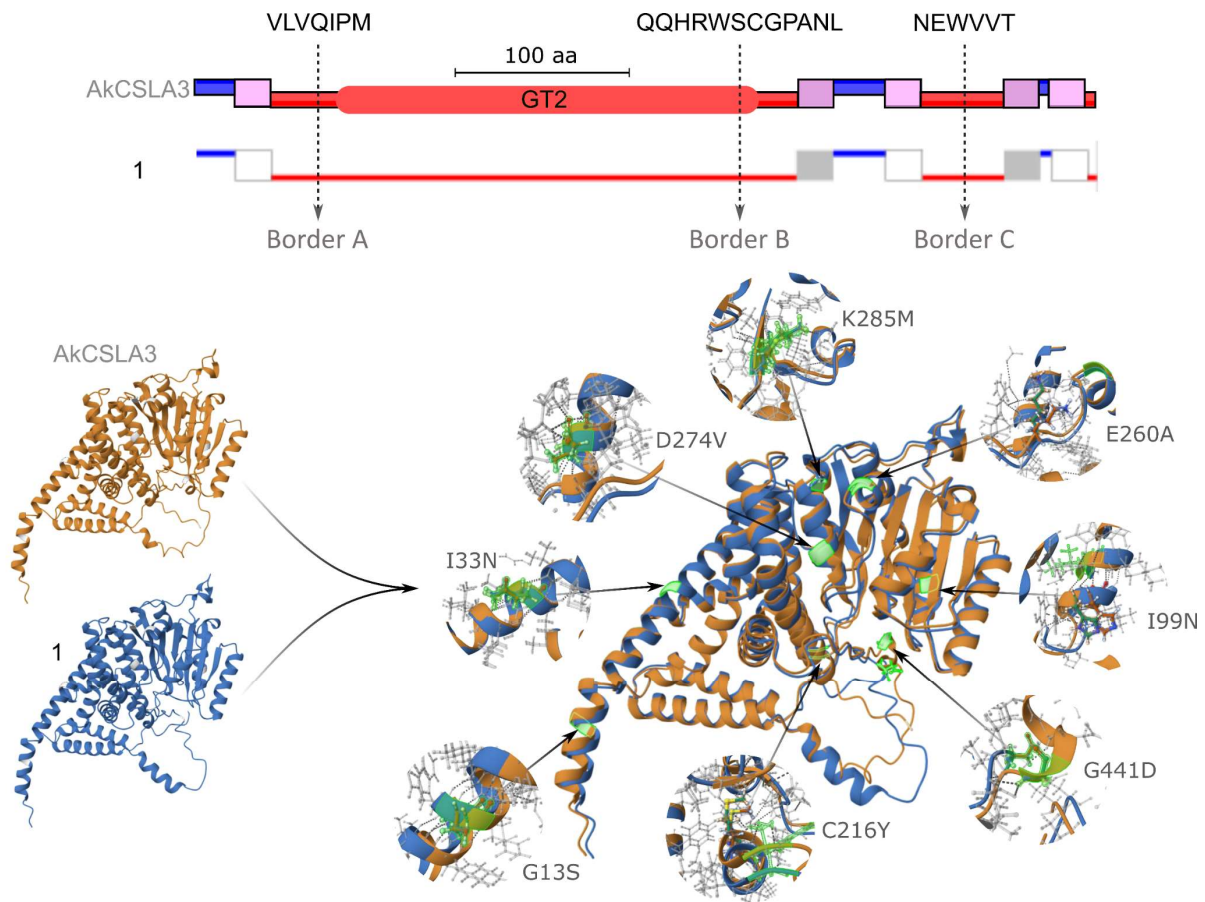 VLVQIPM QQHRWSCGPANL NEWVVT
100 aa
AkCSLA3
GT2
1
Border A Border B Border C
K285M
AkCSLA3
E260A
D274V
I33N
I99N
1
G441D
C216Y
G13S